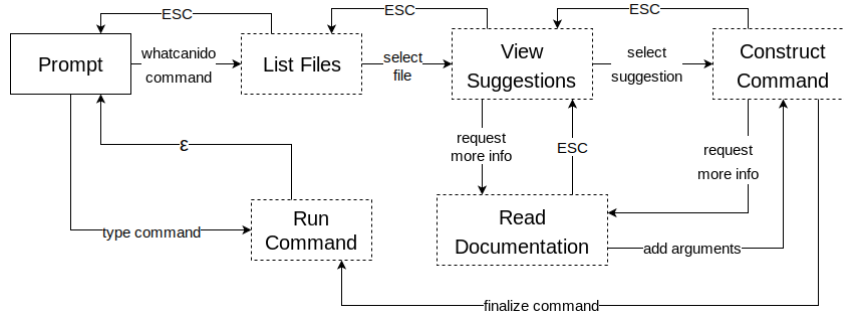 ESC
ESC
ESC
Prompt
whatcanido
command
List Files
select
file
View
Suggestions
select
suggestion
Construct
Command
request
more info
ESC
request
more info
ε
type command
Run
Command
Read
Documentation
add arguments
finalize command